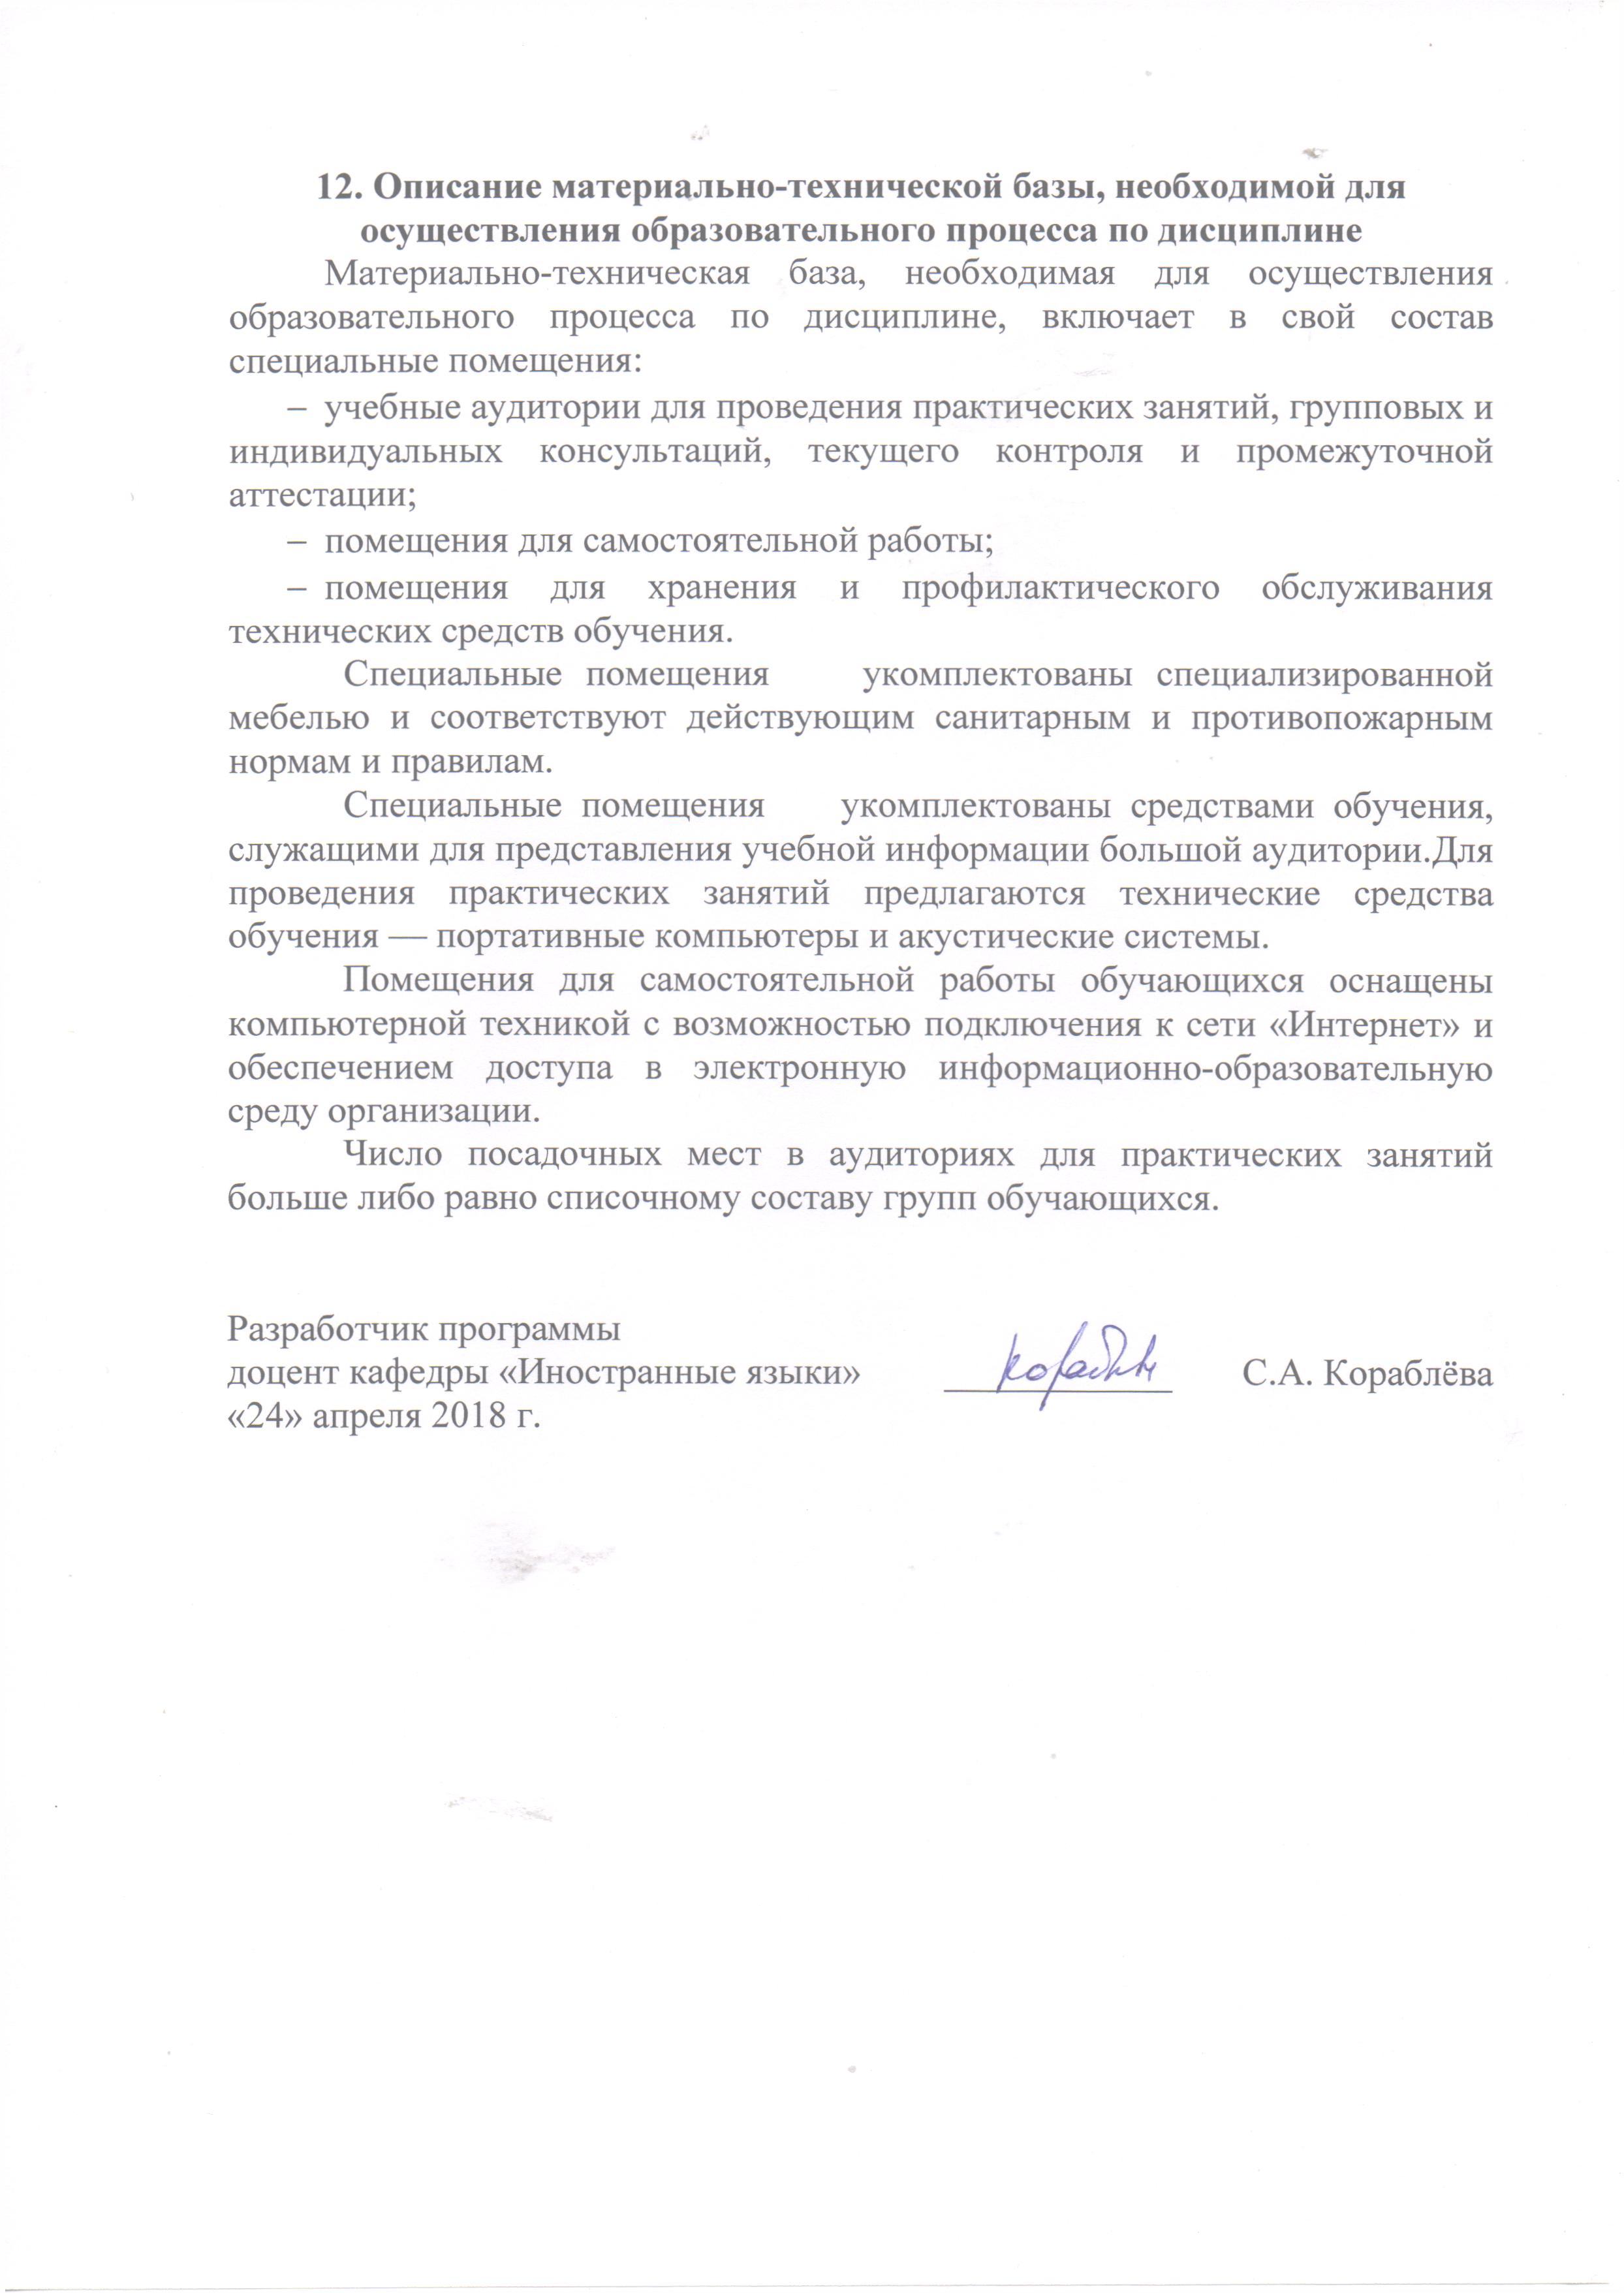 12. Описание материально-технической базы, необходимой для
осуществления образовательного процесса по дисциплине
Материально-техническая база, необходимая для осуществления
образовательного процесса по дисциплине, включает в свой состав
специальные помещения:
– учебные аудитории для проведения практических занятий, групповых и
индивидуальных консультаций, текущего контроля и промежуточной
аттестации;
– помещения для самостоятельной работы;
– помещения для хранения и профилактического обслуживания
технических средств обучения.
Специальные помещения укомплектованы специализированной
мебелью и соответствуют действующим санитарным и противопожарным
нормам и правилам.
Специальные помещения укомплектованы средствами обучения,
служащими для представления учебной информации большой аудитории.Для
проведения практических занятий предлагаются технические средства
обучения — портативные компьютеры и акустические системы.
Помещения для самостоятельной работы обучающихся оснащены
компьютерной техникой с возможностью подключения к сети «Интернет» и
обеспечением доступа в электронную информационно-образовательную
среду организации.
Число посадочных мест в аудиториях для практических занятий
больше либо равно списочному составу групп обучающихся.
Разработчик программы
доцент кафедры «Иностранные языки» С.А. Кораблёва
«24» апреля 2018 г.